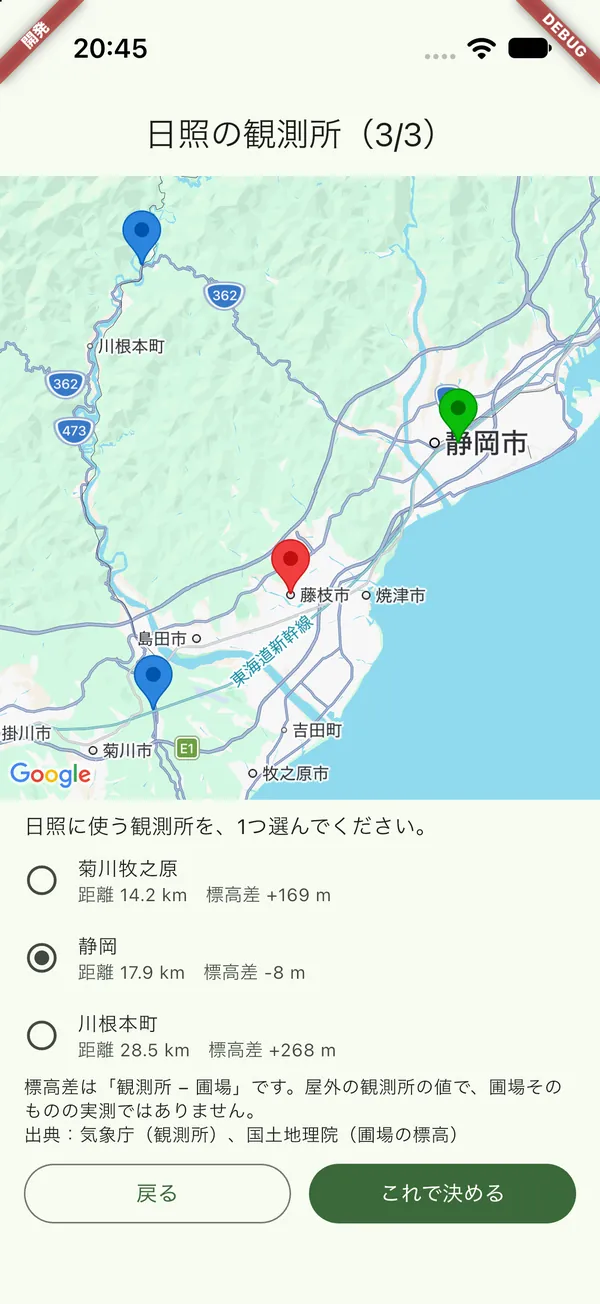 開発
20:45
DEBUG
日照の観測所（3/3）
362
川根本町
362
473
静岡市
藤枝市
焼津市
島田市
東海道新幹線
掛川市
菊川市
E1
吉田町
牧之原市
Google
日照に使う観測所を、1つ選んでください。
菊川牧之原
距離 14.2 km 標高差 +169 m
静岡
距離 17.9 km 標高差 -8 m
川根本町
距離 28.5 km 標高差 +268 m
標高差は「観測所 − 圃場」です。屋外の観測所の値で、圃場その
ものの実測ではありません。
出典：気象庁（観測所）、国土地理院（圃場の標高）
戻る
これで決める